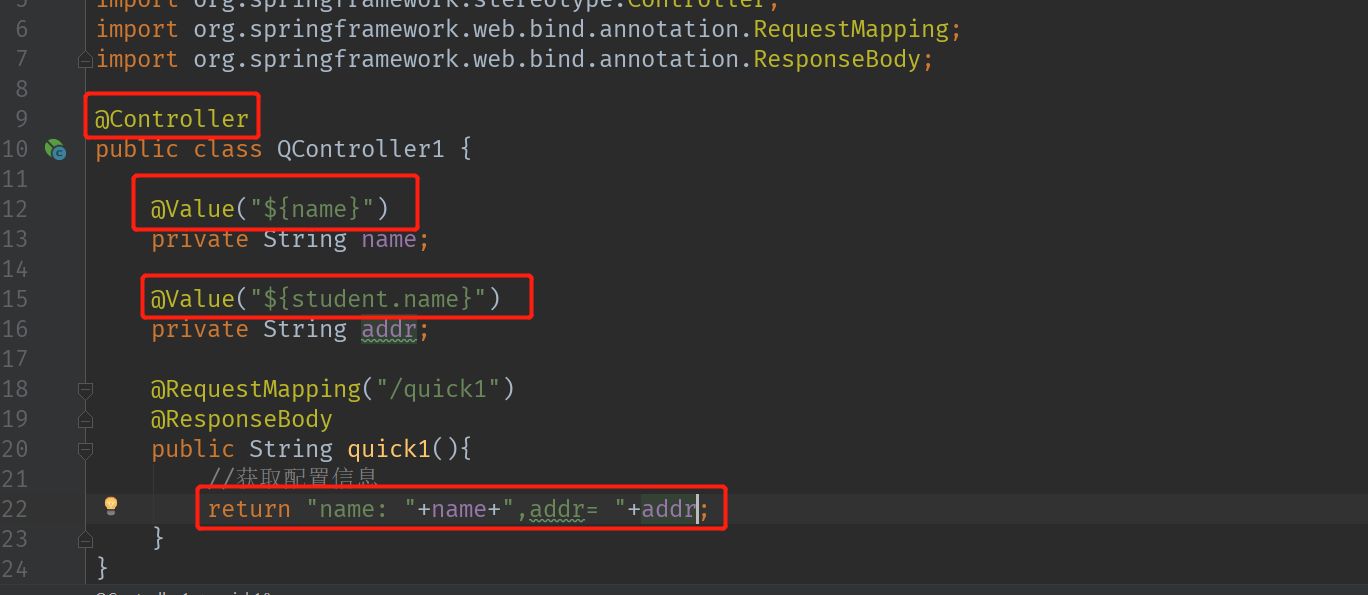 5 import org.springframework.stereotype.Controller;
6 import org.springframework.web.bind.annotation.RequestMapping;
7 import org.springframework.web.bind.annotation.ResponseBody;
8
9 @Controller
10 public class QController1 {
11
12 @Value("${name}")
13 private String name;
14
15 @Value("${student.name}")
16 private String addr;
17
18 @RequestMapping("/quick1")
19 @ResponseBody
20 public String quick1(){
21 //获取配置信息
22 return "name: "+name+",addr= "+addr;
23 }
24 }